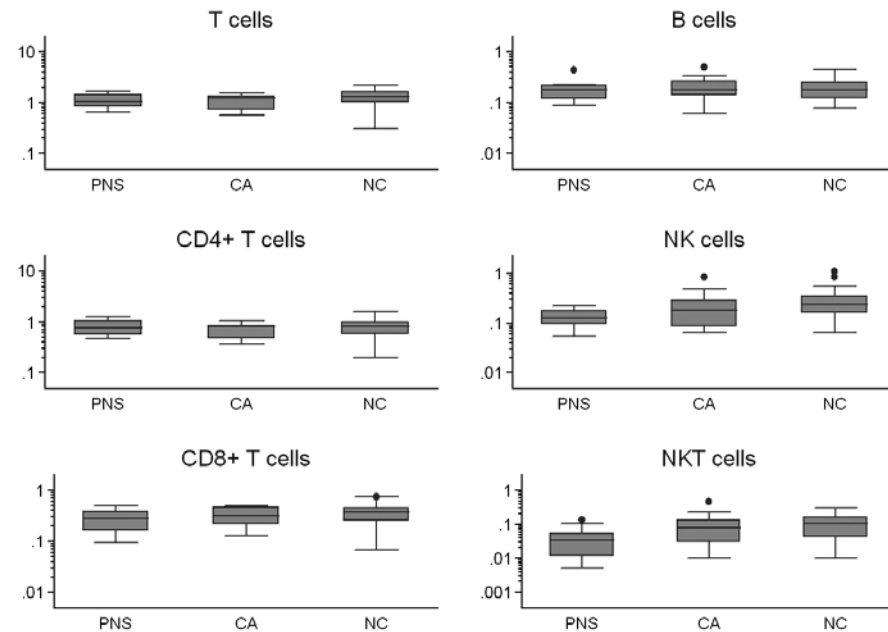 T cells
10
1
.1
PNS CA NC
B cells
1
.1
.01
PNS CA NC
CD4+ T cells
10
1
.1
PNS CA NC
NK cells
1
.1
.01
PNS CA NC
CD8+ T cells
1
.1
.01
PNS CA NC
NKT cells
1
.1
.01
.001
PNS CA NC